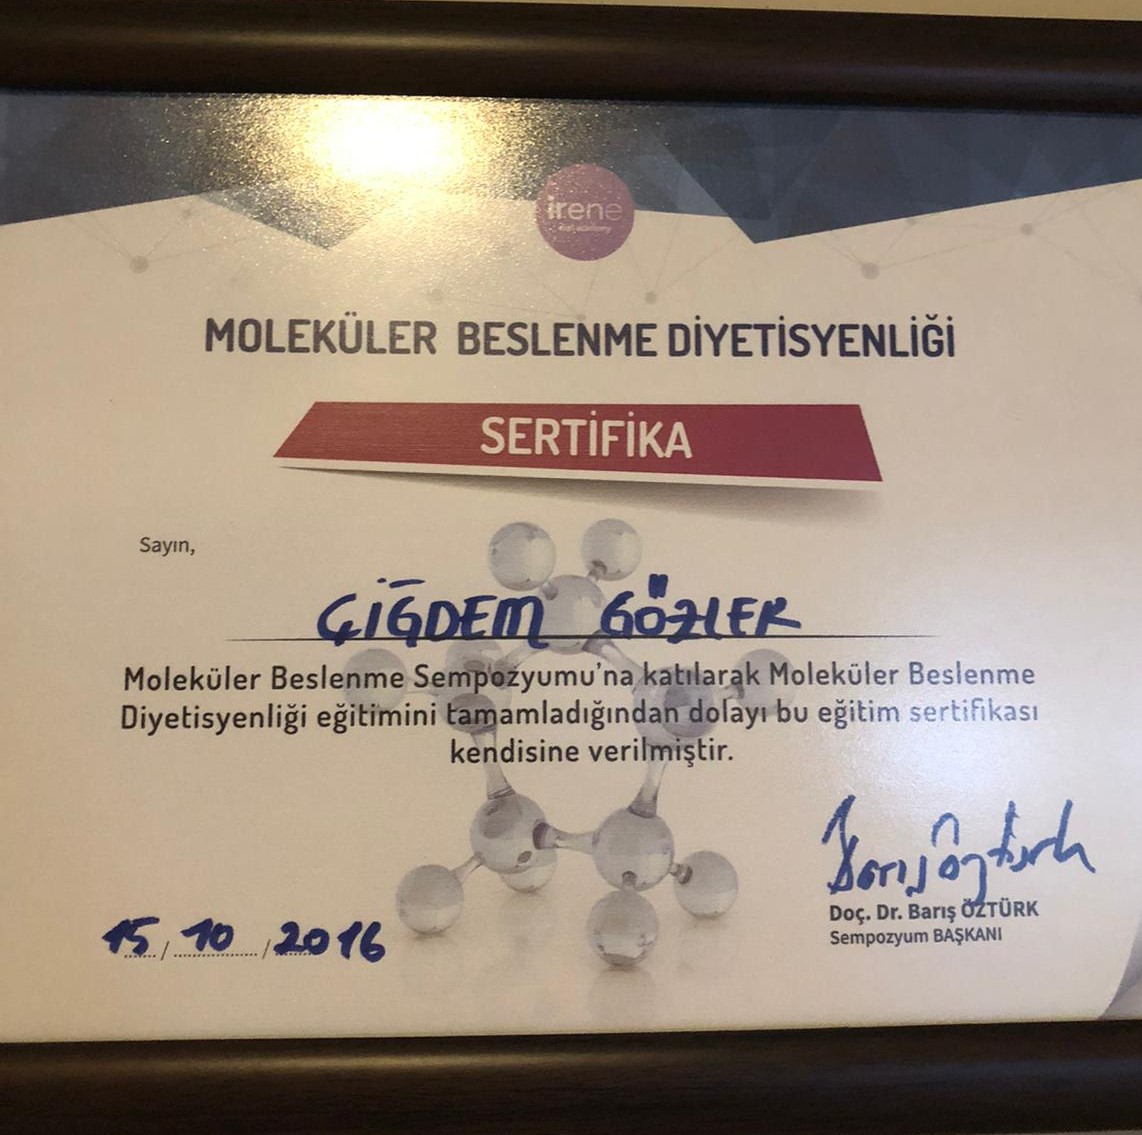 irene
MOLEKÜLER BESLENME DİYETİSYENLİĞİ
SERTİFİKA
Sayın,
ÇİĞDEM GÖZLER
Moleküler Beslenme Sempozyumu'na katılarak Moleküler Beslenme
Diyetisyenliği eğitimini tamamladığından dolayı bu eğitim sertifikası
kendisine verilmiştir.
Barış Öztürk
Doç. Dr. Barış ÖZTÜRK
Sempozyum BAŞKANI
15 / 10 / 2016